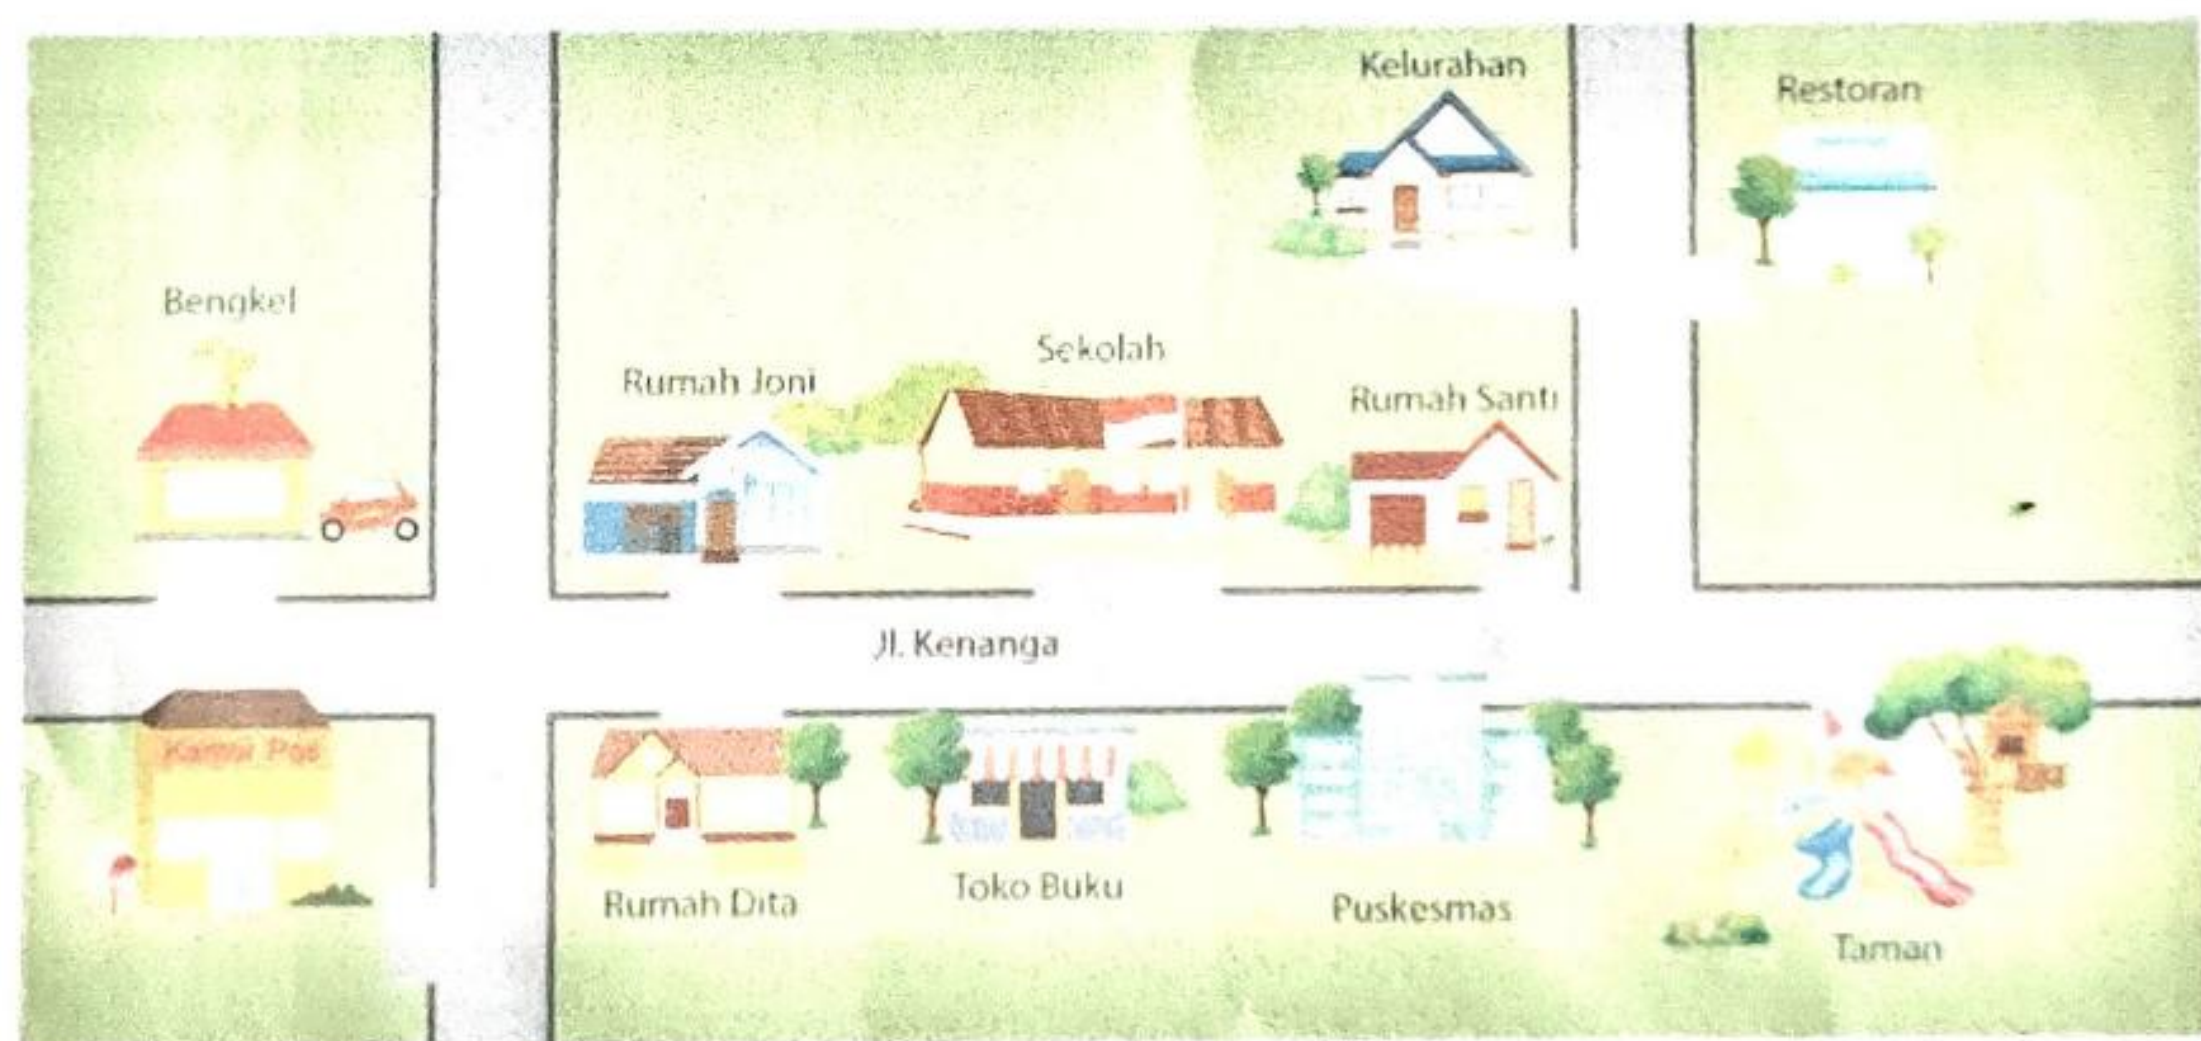 Kelurahan
Restoran
Bengkel
Sekolah
Rumah Joni
Rumah Santi
Jl. Kenanga
Kantor Pos
Rumah Dita
Toko Buku
Puskesmas
Taman